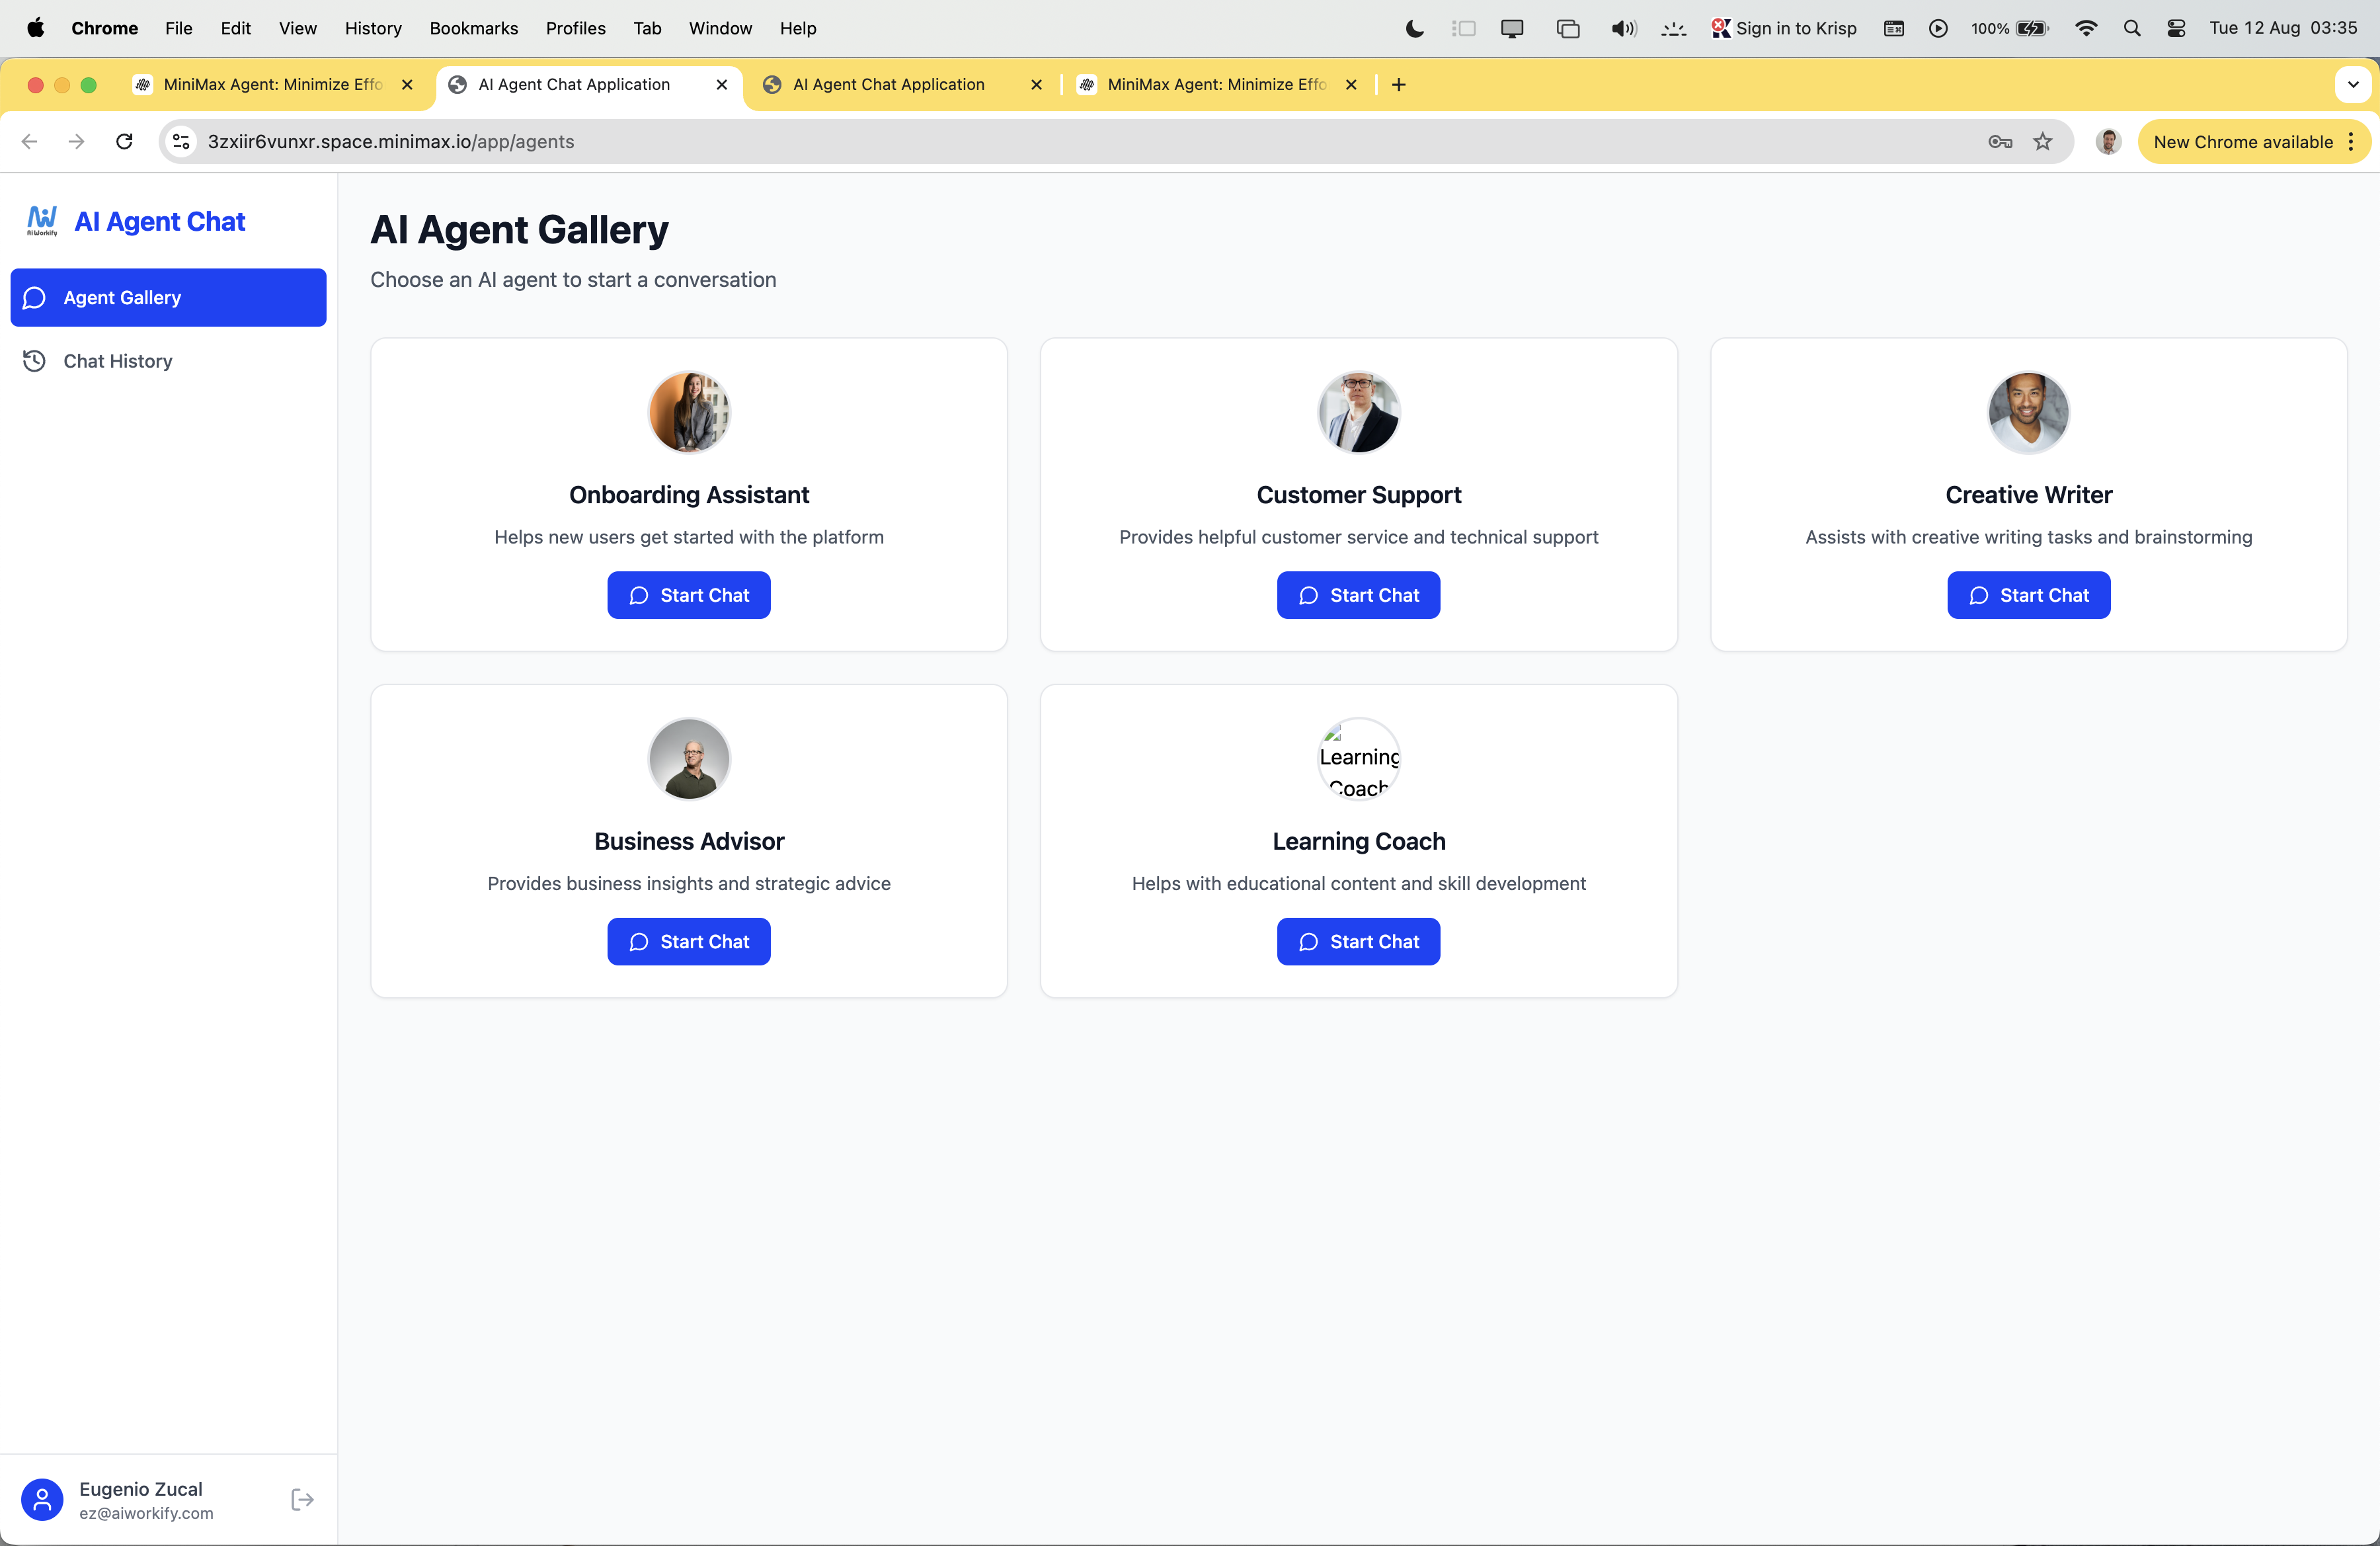 Chrome File Edit View History Bookmarks Profiles Tab Window Help Sign in to Krisp 100% Tue 12 Aug 03:35
MiniMax Agent: Minimize Effo AI Agent Chat Application AI Agent Chat Application MiniMax Agent: Minimize Effo
3zxiir6vunxr.space.minimax.io/app/agents New Chrome available
AI Workify
AI Agent Chat
Agent Gallery
Chat History
AI Agent Gallery
Choose an AI agent to start a conversation
Onboarding Assistant
Helps new users get started with the platform
Start Chat
Customer Support
Provides helpful customer service and technical support
Start Chat
Creative Writer
Assists with creative writing tasks and brainstorming
Start Chat
Business Advisor
Provides business insights and strategic advice
Start Chat
Learning
Coach
Learning Coach
Helps with educational content and skill development
Start Chat
Eugenio Zucal
ez@aiworkify.com